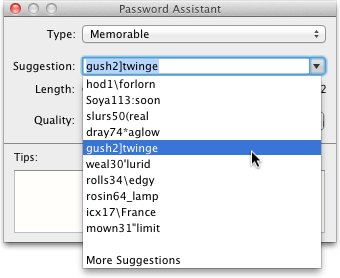 Password Assistant
Type: Memorable
Suggestion: gush2]twinge
hod1\forlorn
Length: 2
Soya113:soon
slurs50(real
Quality:
dray74*aglow
gush2]twinge
Tips:
weal30'lurid
rolls34\edgy
rosin64_lamp
icx17\France
mown31"limit
More Suggestions